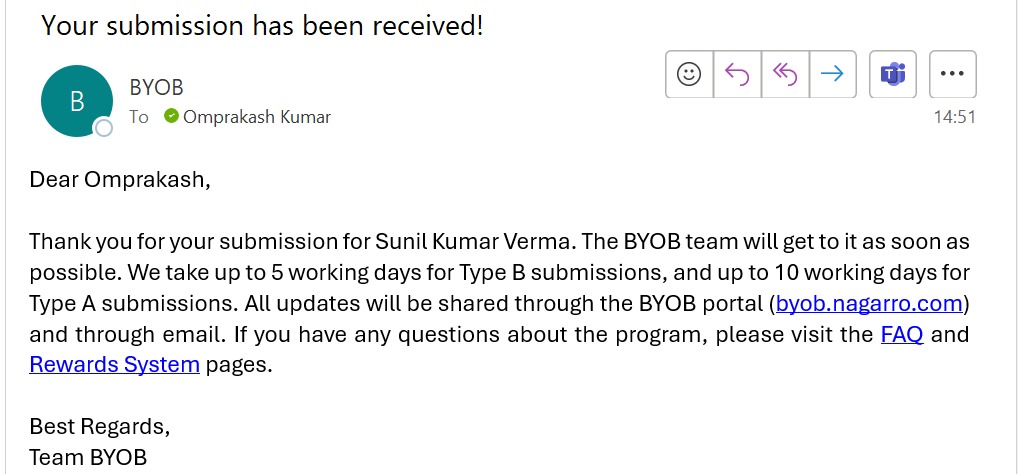 Your submission has been received!
B
BYOB
To Omprakash Kumar
14:51
Dear Omprakash,
Thank you for your submission for Sunil Kumar Verma. The BYOB team will get to it as soon as
possible. We take up to 5 working days for Type B submissions, and up to 10 working days for
Type A submissions. All updates will be shared through the BYOB portal (byob.nagarro.com)
and through email. If you have any questions about the program, please visit the FAQ and
Rewards System pages.
Best Regards,
Team BYOB